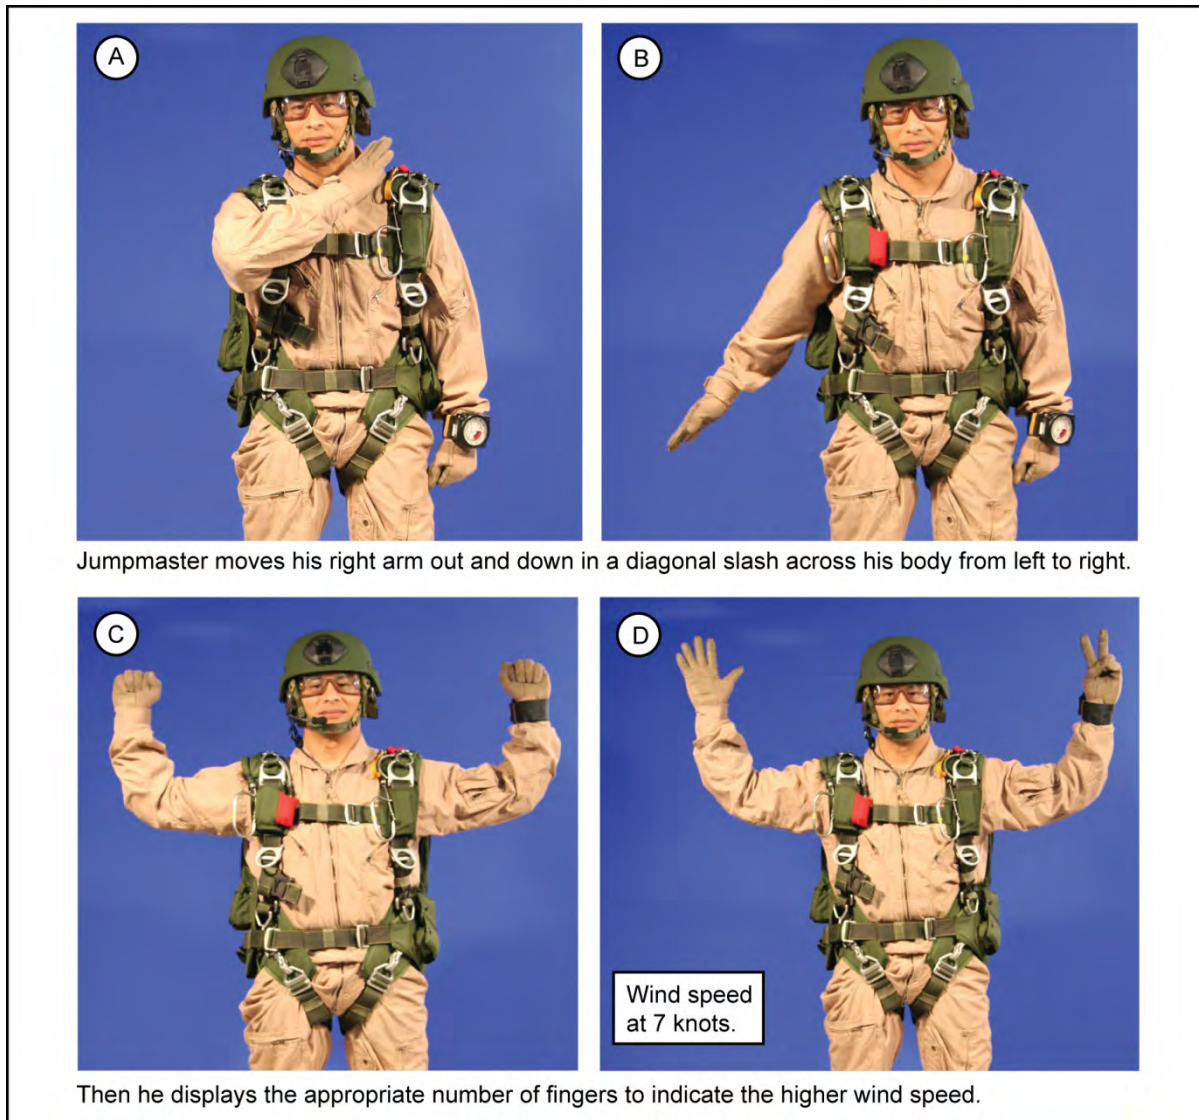 A
B
Jumpmaster moves his right arm out and down in a diagonal slash across his body from left to right.
C
D
Wind speed
at 7 knots.
Then he displays the appropriate number of fingers to indicate the higher wind speed.